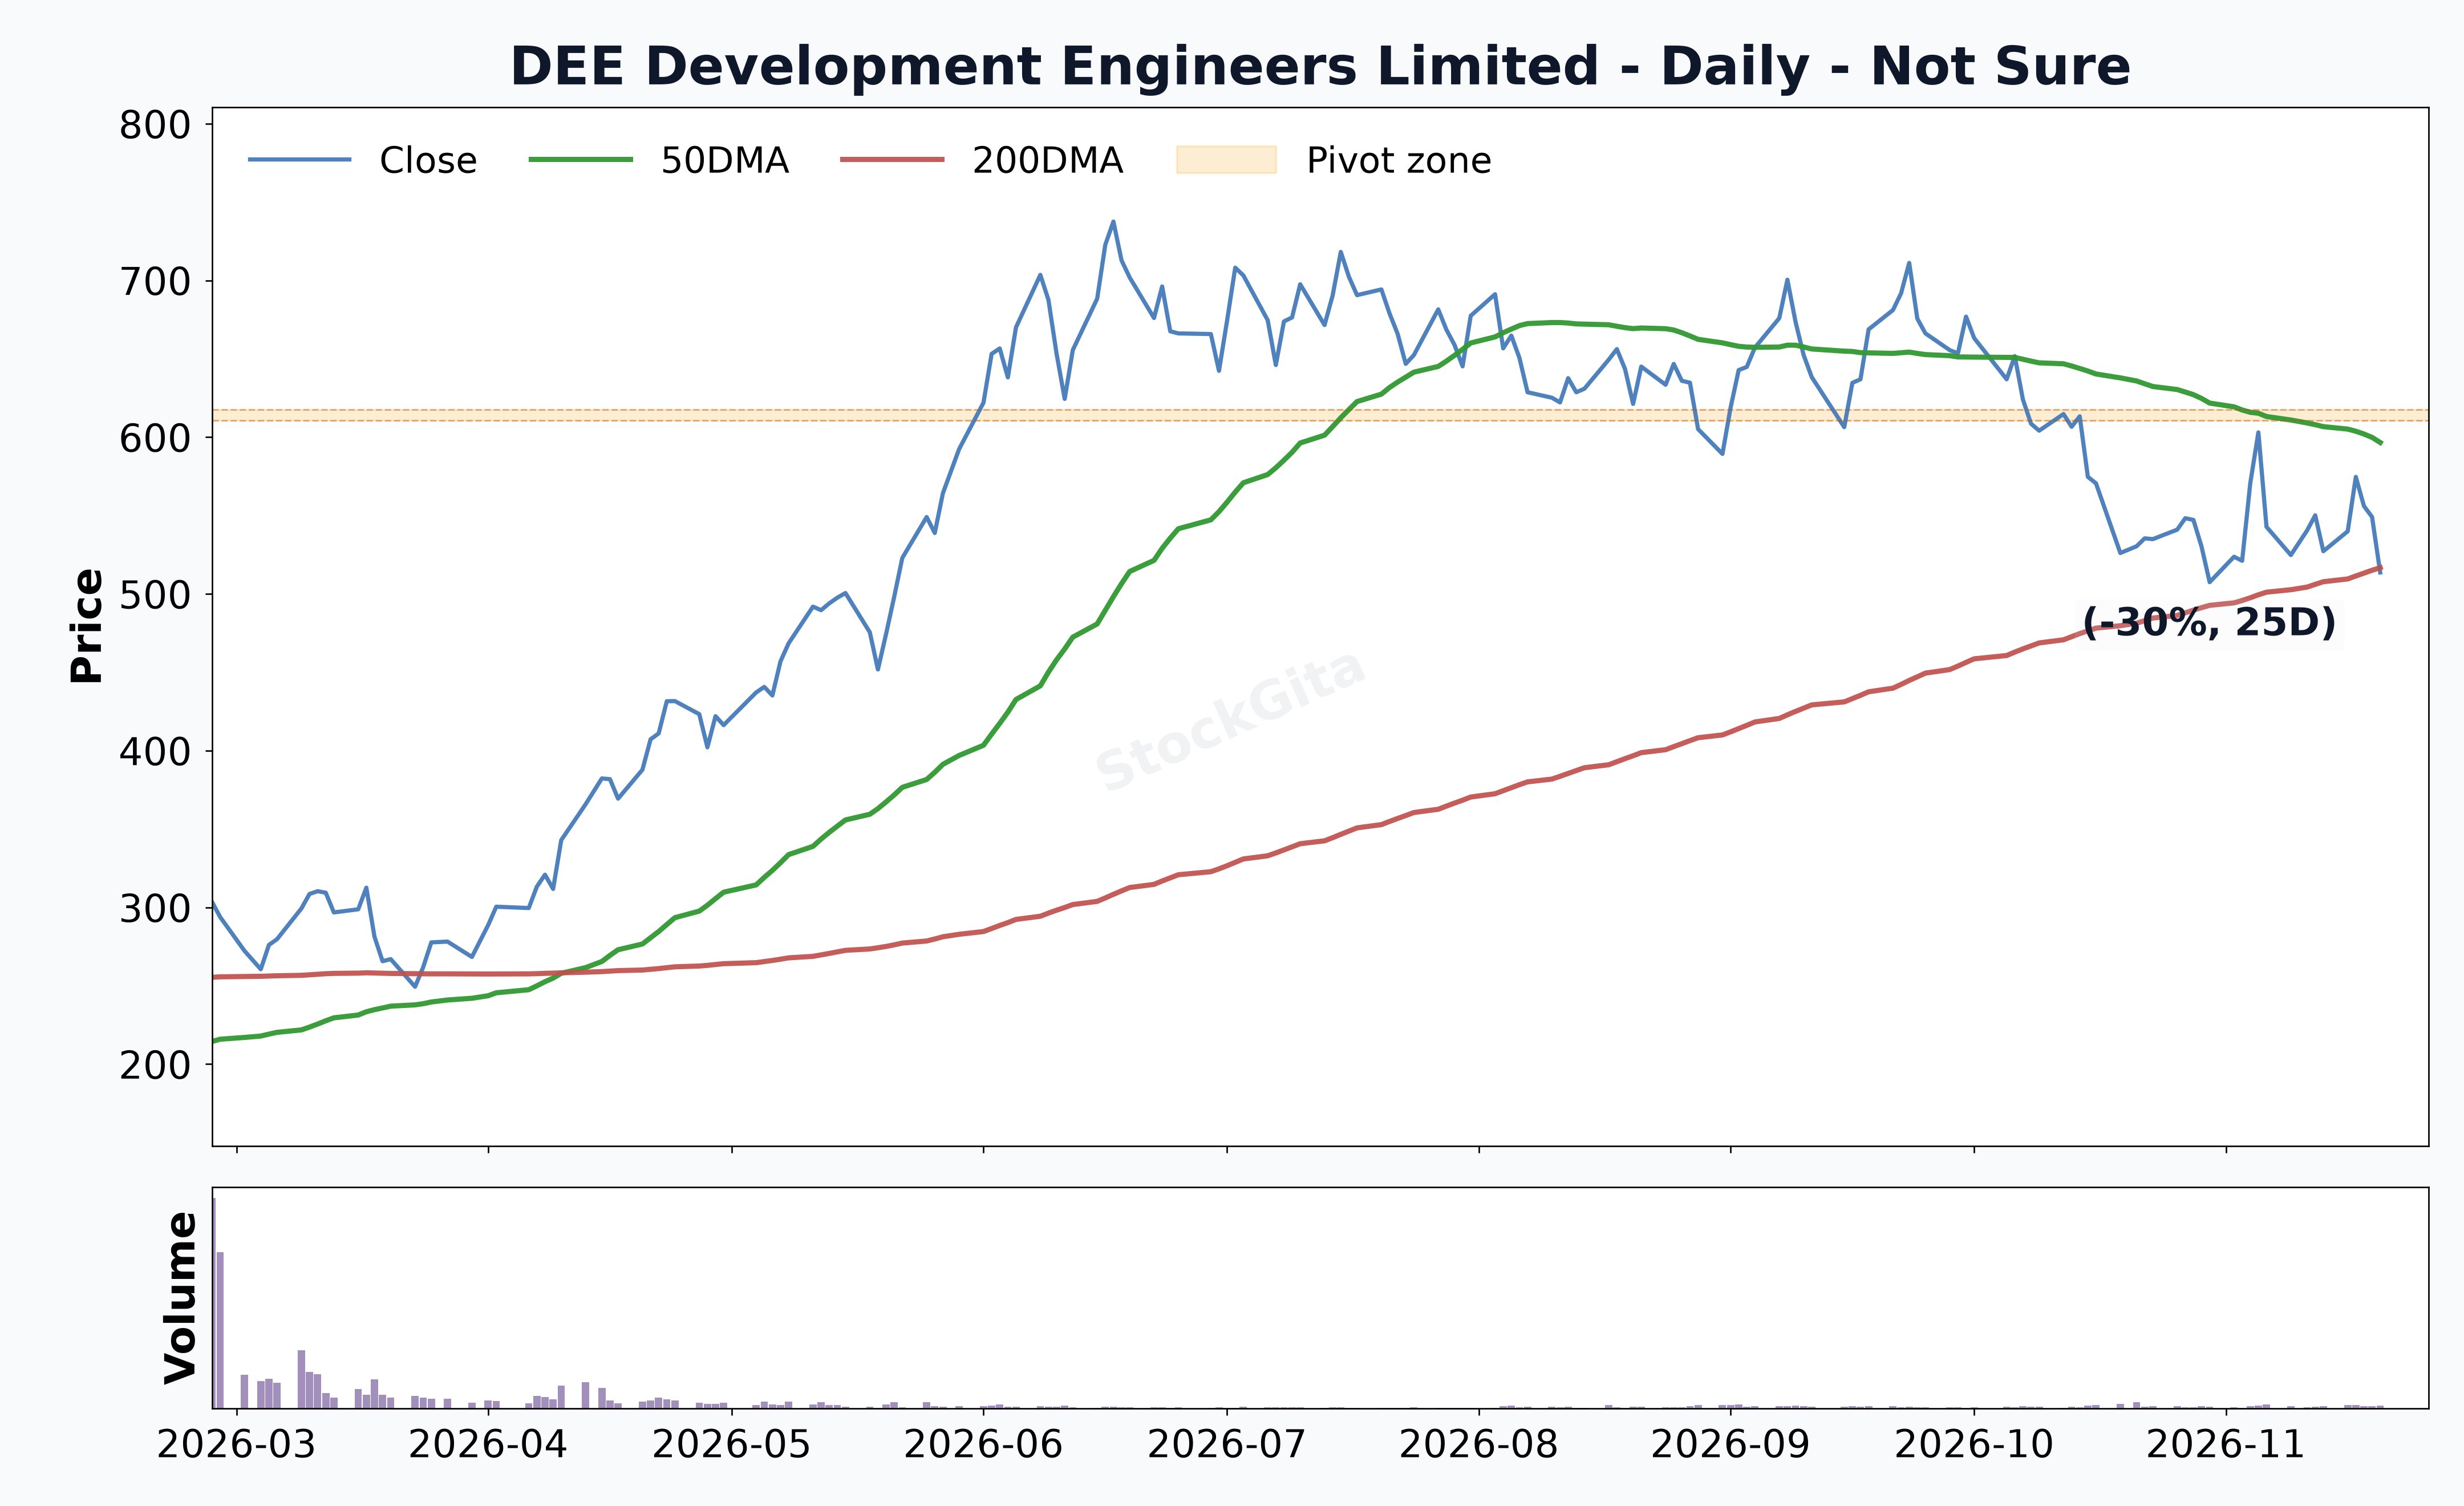 DEE Development Engineers Limited - Daily - Not Sure
Close 50DMA 200DMA Pivot zone
800
700
600
500
400
300
200
Price
(-30%, 25D)
StockGita
Volume
2026-03 2026-04 2026-05 2026-06 2026-07 2026-08 2026-09 2026-10 2026-11